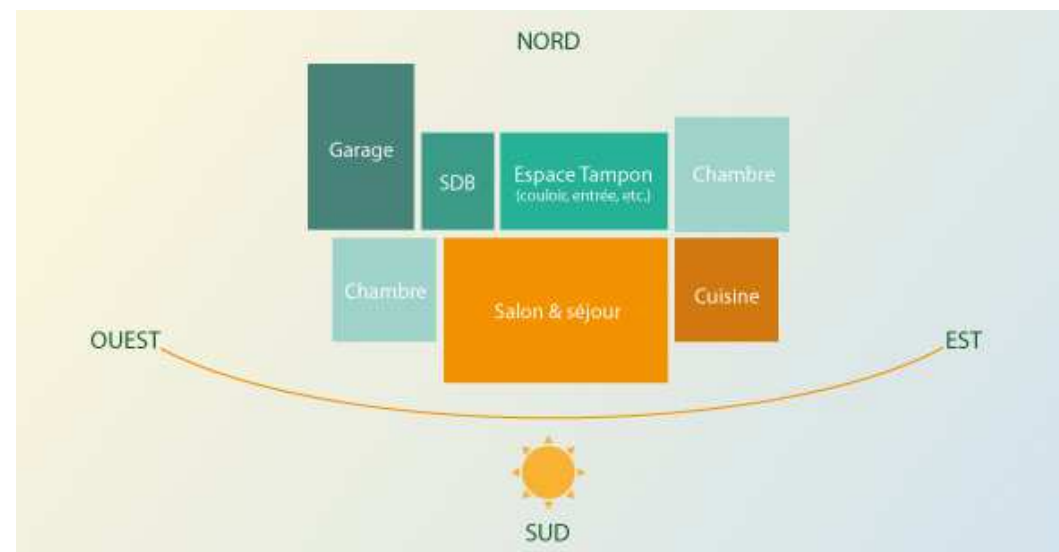 NORD
Garage
SDB
Espace Tampon
(couloir, entrée, etc.)
Chambre
Chambre
Salon & séjour
Cuisine
OUEST
EST
SUD